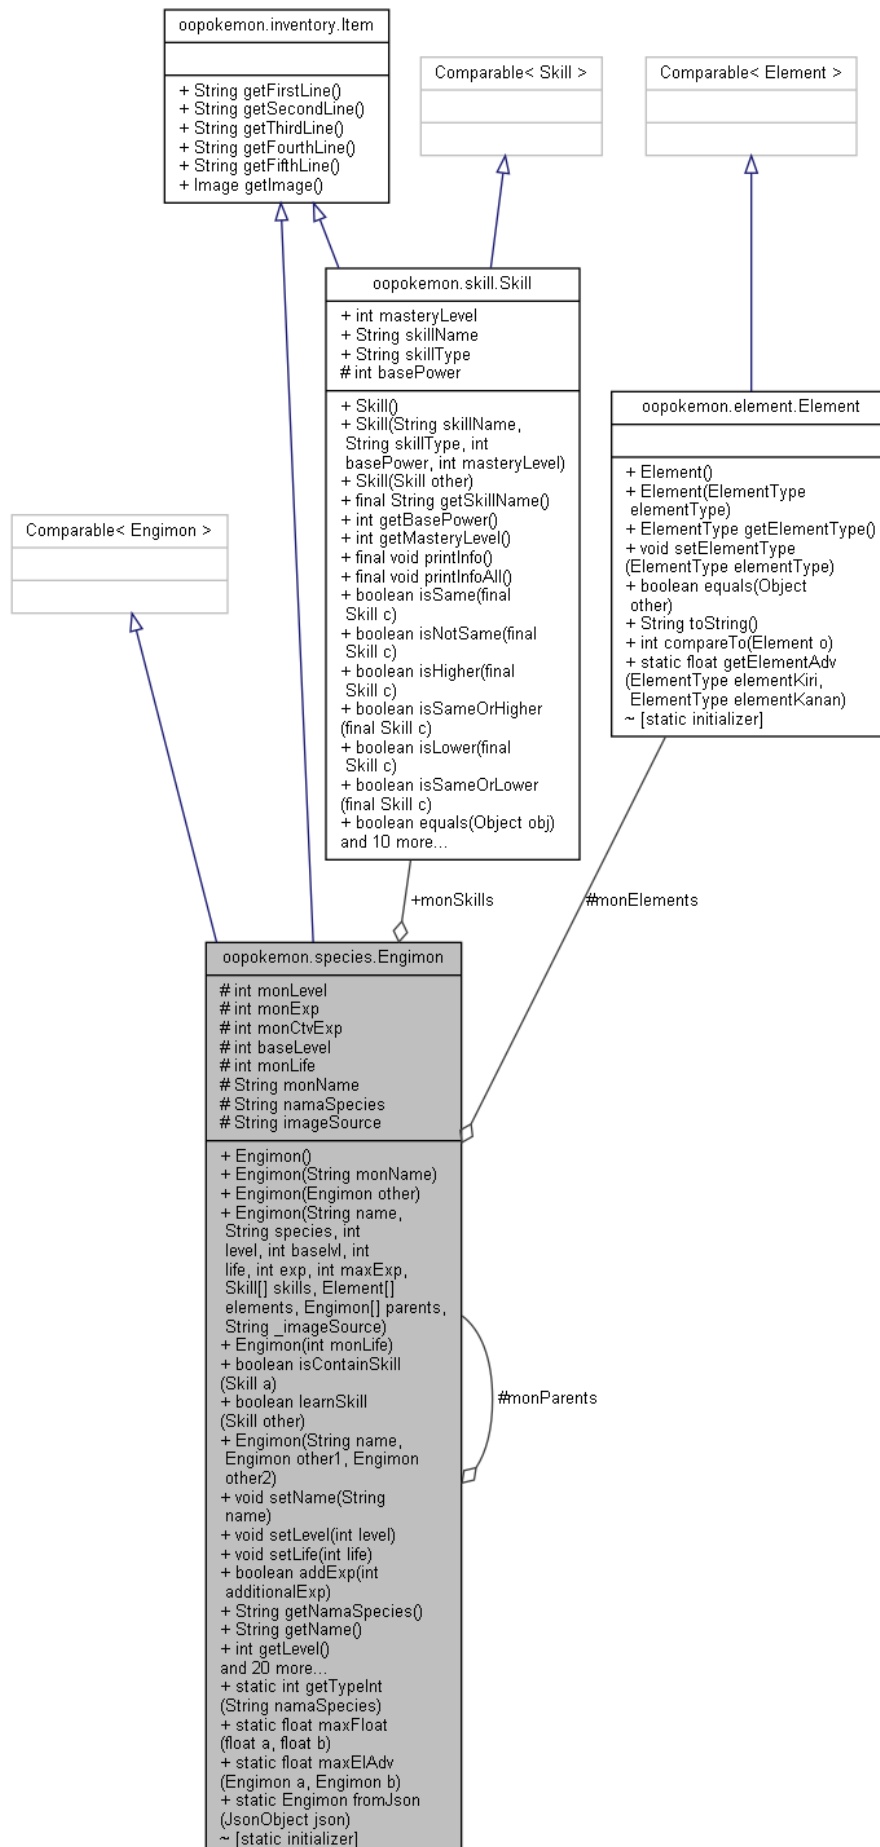 oopokemon.inventory.Item
+ String getFirstLine()
+ String getSecondLine()
+ String getThirdLine()
+ String getFourthLine()
+ String getFifthLine()
+ Image getImage()
Comparable< Skill >
Comparable< Element >
oopokemon.skill.Skill
+ int masteryLevel
+ String skillName
+ String skillType
# int basePower
+ Skill()
+ Skill(String skillName,
String skillType, int
basePower, int masteryLevel)
+ Skill(Skill other)
+ final String getSkillName()
+ int getBasePower()
+ int getMasteryLevel()
+ final void printInfo()
+ final void printInfoAll()
+ boolean isSame(final
Skill c)
+ boolean isNotSame(final
Skill c)
+ boolean isHigher(final
Skill c)
+ boolean isSameOrHigher
(final Skill c)
+ boolean isLower(final
Skill c)
+ boolean isSameOrLower
(final Skill c)
+ boolean equals(Object obj)
and 10 more...
oopokemon.element.Element
+ Element()
+ Element(ElementType
elementType)
+ ElementType getElementType()
+ void setElementType
(ElementType elementType)
+ boolean equals(Object
other)
+ String toString()
+ int compareTo(Element o)
+ static float getElementAdv
(ElementType elementKiri,
ElementType elementKanan)
~ [static initializer]
Comparable< Engimon >
+monSkills
#monElements
oopokemon.species.Engimon
# int monLevel
# int monExp
# int monCtvExp
# int baseLevel
# int monLife
# String monName
# String namaSpecies
# String imageSource
+ Engimon()
+ Engimon(String monName)
+ Engimon(Engimon other)
+ Engimon(String name,
String species, int
level, int baselvl, int
life, int exp, int maxExp,
Skill[] skills, Element[]
elements, Engimon[] parents,
String _imageSource)
+ Engimon(int monLife)
+ boolean isContainSkill
(Skill a)
+ boolean learnSkill
(Skill other)
+ Engimon(String name,
Engimon other1, Engimon
other2)
+ void setName(String
name)
+ void setLevel(int level)
+ void setLife(int life)
+ boolean addExp(int
additionalExp)
+ String getNamaSpecies()
+ String getName()
+ int getLevel()
and 20 more...
+ static int getTypeInt
(String namaSpecies)
+ static float maxFloat
(float a, float b)
+ static float maxElAdv
(Engimon a, Engimon b)
+ static Engimon fromJson
(JsonObject json)
~ [static initializer]
#monParents